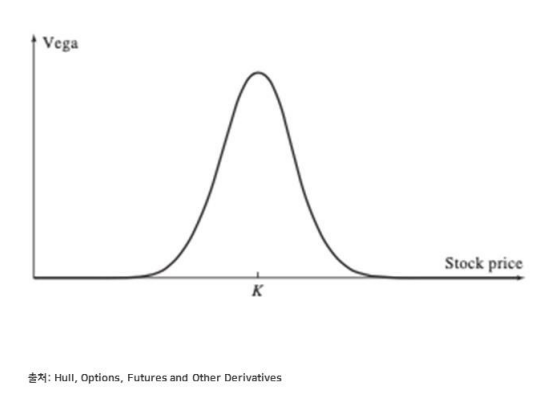 Vega
Stock price
K
출처: Hull, Options, Futures and Other Derivatives